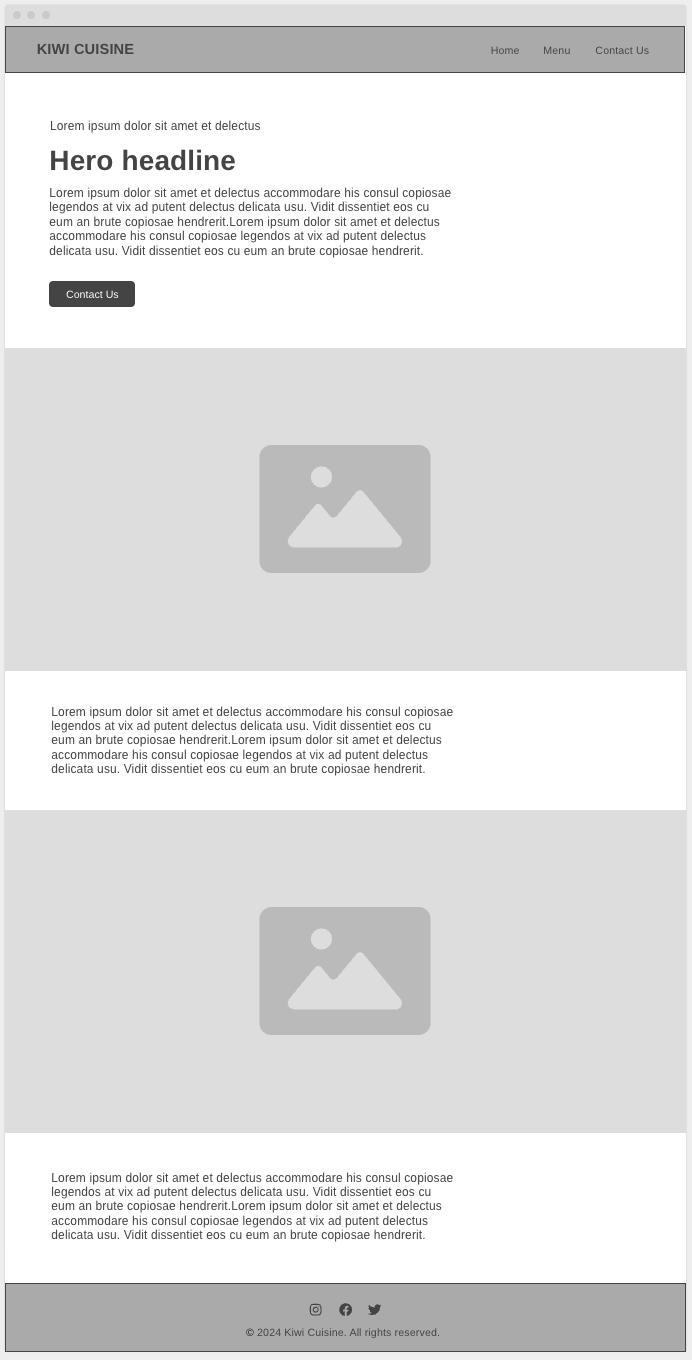 KIWI CUISINE
Home Menu Contact Us
Lorem ipsum dolor sit amet et delectus
Hero headline
Lorem ipsum dolor sit amet et delectus accommodare his consul copiosae
legendos at vix ad putent delectus delicata usu. Vidit dissentiet eos cu
eum an brute copiosae hendrerit.Lorem ipsum dolor sit amet et delectus
accommodare his consul copiosae legendos at vix ad putent delectus
delicata usu. Vidit dissentiet eos cu eum an brute copiosae hendrerit.
Contact Us
Lorem ipsum dolor sit amet et delectus accommodare his consul copiosae
legendos at vix ad putent delectus delicata usu. Vidit dissentiet eos cu
eum an brute copiosae hendrerit.Lorem ipsum dolor sit amet et delectus
accommodare his consul copiosae legendos at vix ad putent delectus
delicata usu. Vidit dissentiet eos cu eum an brute copiosae hendrerit.
Lorem ipsum dolor sit amet et delectus accommodare his consul copiosae
legendos at vix ad putent delectus delicata usu. Vidit dissentiet eos cu
eum an brute copiosae hendrerit.Lorem ipsum dolor sit amet et delectus
accommodare his consul copiosae legendos at vix ad putent delectus
delicata usu. Vidit dissentiet eos cu eum an brute copiosae hendrerit.
© 2024 Kiwi Cuisine. All rights reserved.